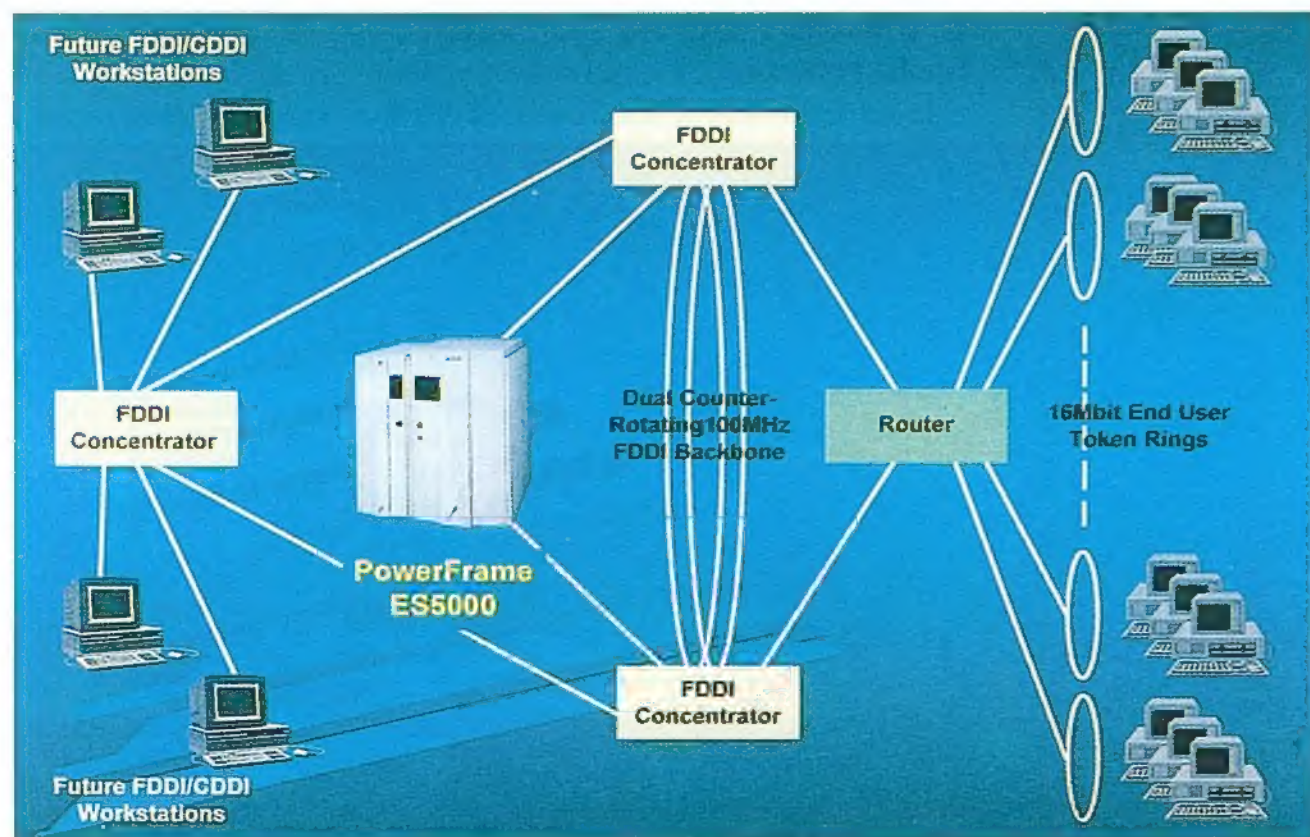 Future FDDI/CDDI
Workstations
FDDI
Concentrator
FDDI
Concentrator
Dual Counter-
Rotating100MHz
FDDI Backbone
Router
16Mbit End User
Token Rings
PowerFrame
ES5000
FDDI
Concentrator
Future FDDI/CDDI
Workstations